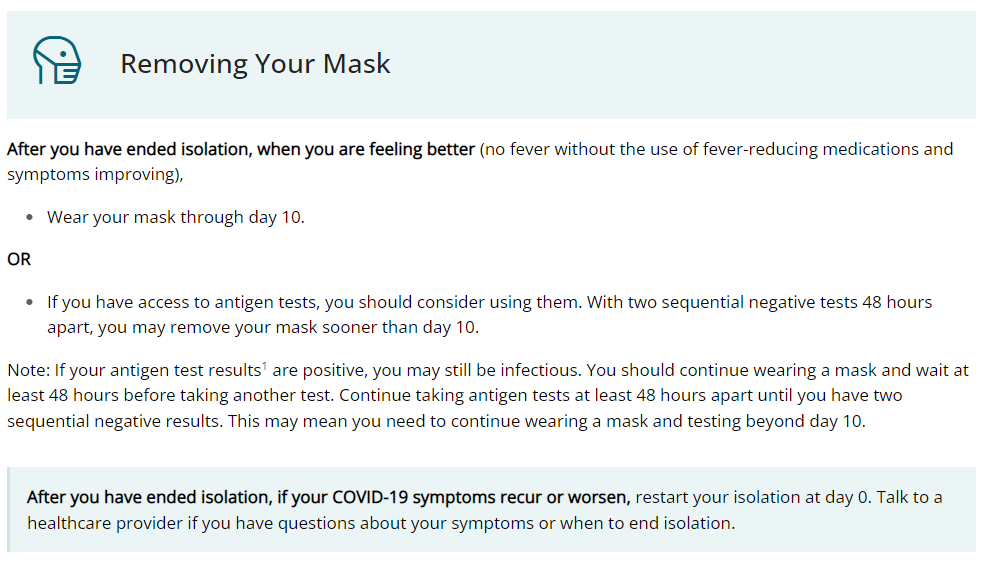 Removing Your Mask
After you have ended isolation, when you are feeling better (no fever without the use of fever-reducing medications and
symptoms improving),
• Wear your mask through day 10.
OR
• If you have access to antigen tests, you should consider using them. With two sequential negative tests 48 hours
apart, you may remove your mask sooner than day 10.
Note: If your antigen test results¹ are positive, you may still be infectious. You should continue wearing a mask and wait at
least 48 hours before taking another test. Continue taking antigen tests at least 48 hours apart until you have two
sequential negative results. This may mean you need to continue wearing a mask and testing beyond day 10.
After you have ended isolation, if your COVID-19 symptoms recur or worsen, restart your isolation at day 0. Talk to a
healthcare provider if you have questions about your symptoms or when to end isolation.